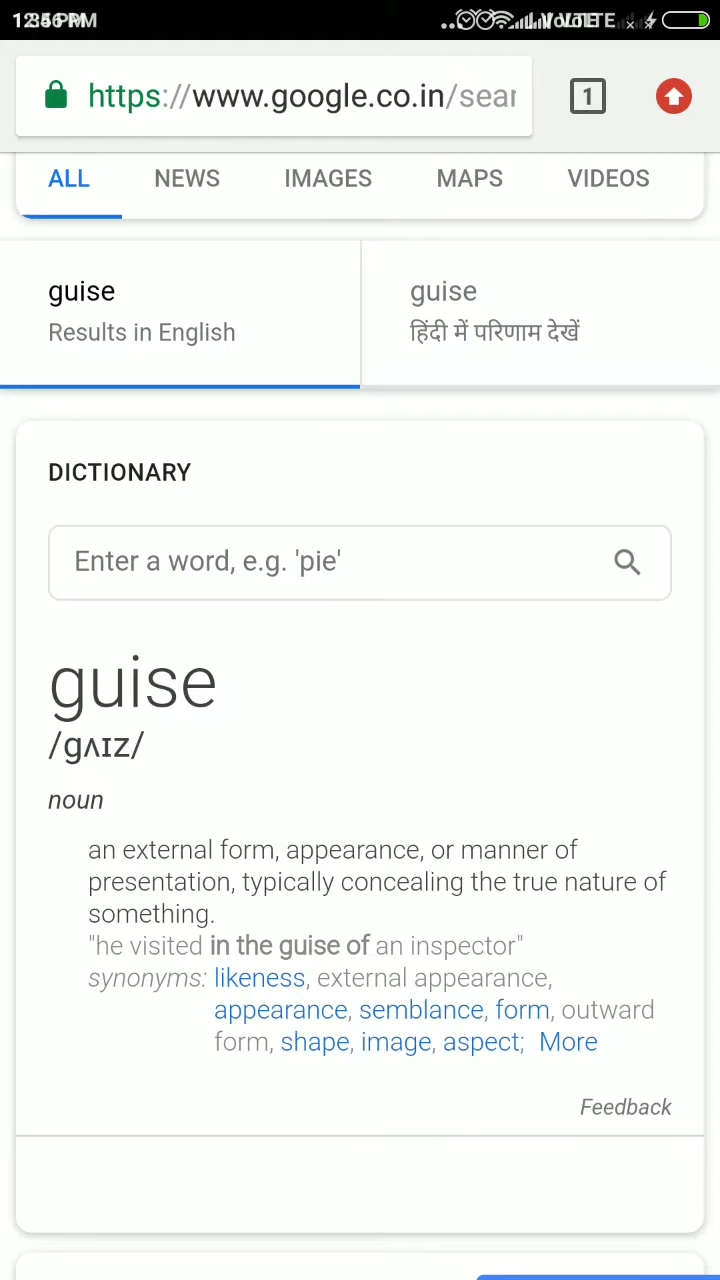 https://www.google.co.in/sear
1
ALL NEWS IMAGES MAPS VIDEOS
guise
Results in English
guise
हिंदी में परिणाम देखें
DICTIONARY
Enter a word, e.g. 'pie'
guise
/ɡʌɪz/
noun
an external form, appearance, or manner of
presentation, typically concealing the true nature of
something.
"he visited in the guise of an inspector"
synonyms: likeness, external appearance,
appearance, semblance, form, outward
form, shape, image, aspect; More
Feedback